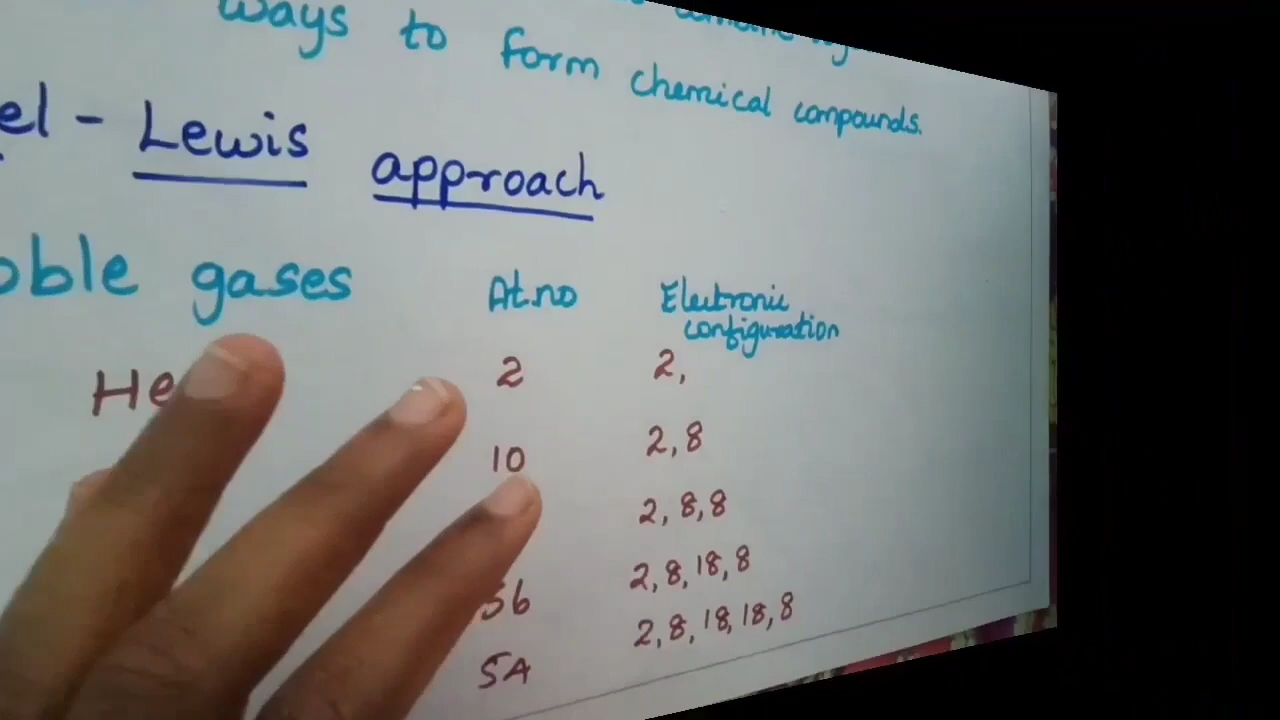 ways to form chemical compounds.
el - Lewis approach
oble gases At.no Electronic
configuration
He 2 2,
10 2,8
2,8,8
36 2,8,18,8
54 2,8,18,18,8